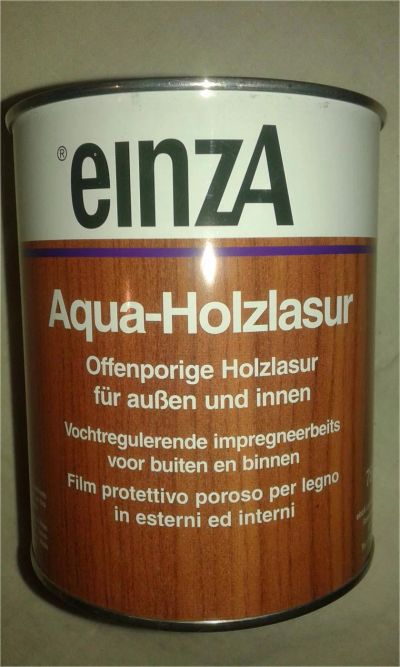 ® einzA
Aqua-Holzlasur
Offenporige Holzlasur
für außen und innen
Vochtregulerende impregneerbeits
voor buiten en binnen
Film protettivo poroso per legno
in esterni ed interni